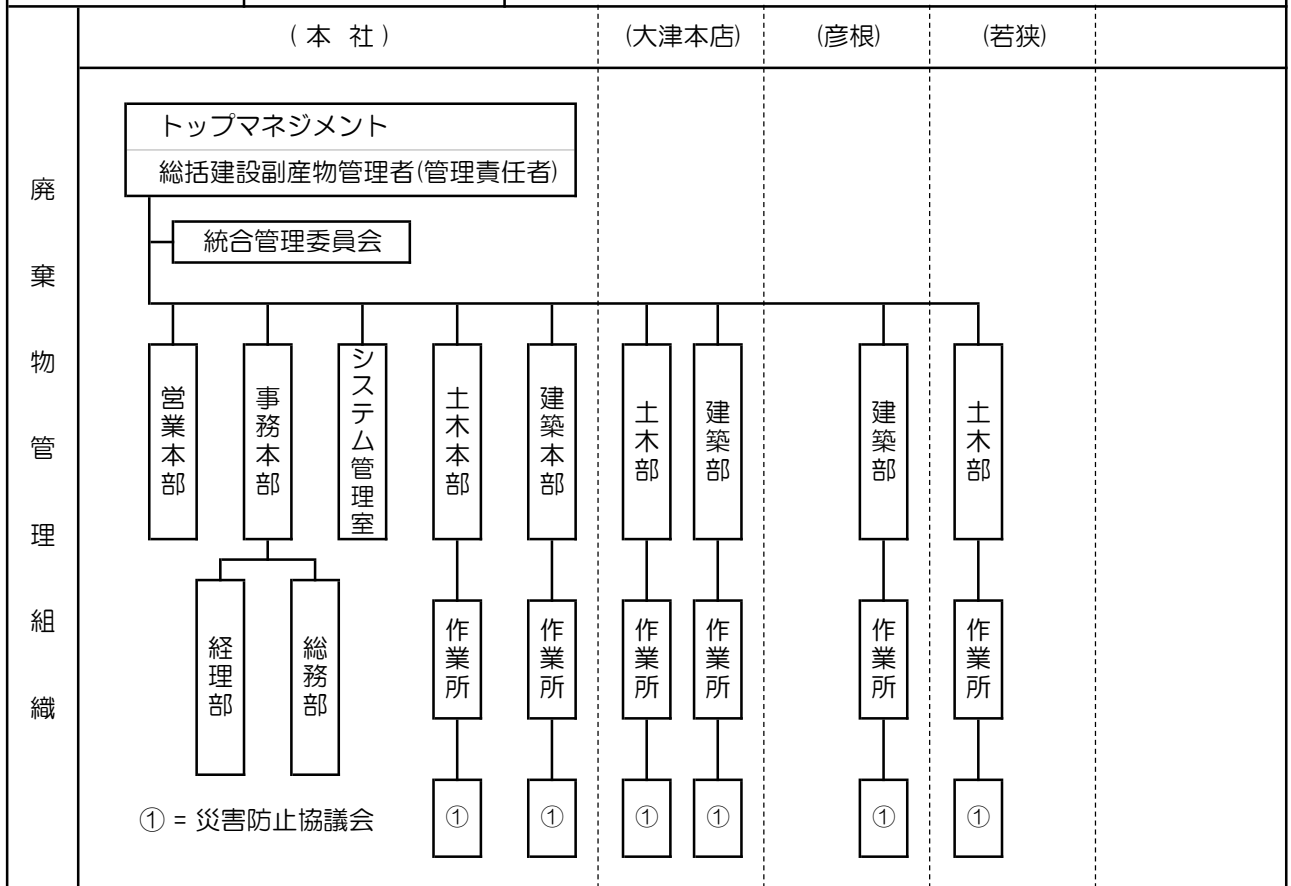 (本 社)
(大津本店)
(彦根)
(若狭)
廃棄物管理組織
トップマネジメント
総括建設副産物管理者(管理責任者)
統合管理委員会
営業本部
事務本部
システム管理室
土木本部
建築本部
土木部
建築部
建築部
土木部
経理部
総務部
作業所
作業所
作業所
作業所
作業所
作業所
① = 災害防止協議会
①
①
①
①
①
①